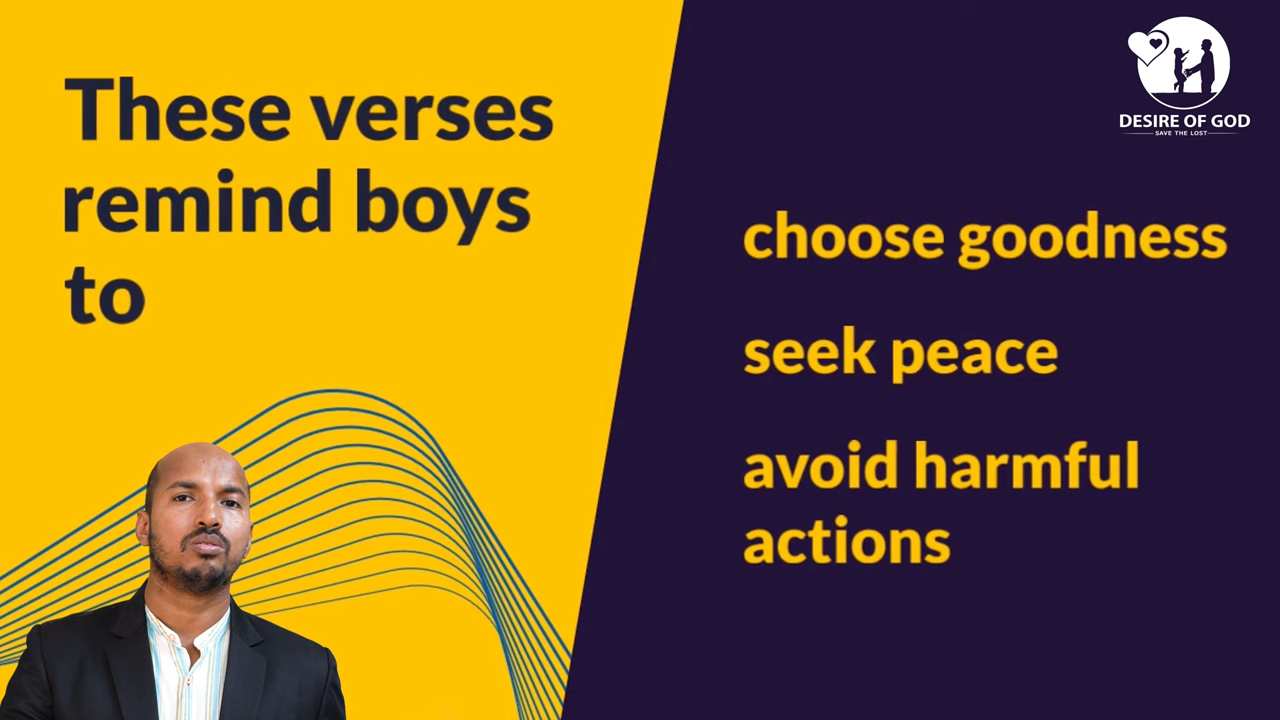 These verses
remind boys
to
choose goodness
seek peace
avoid harmful
actions
DESIRE OF GOD
SAVE THE LOST